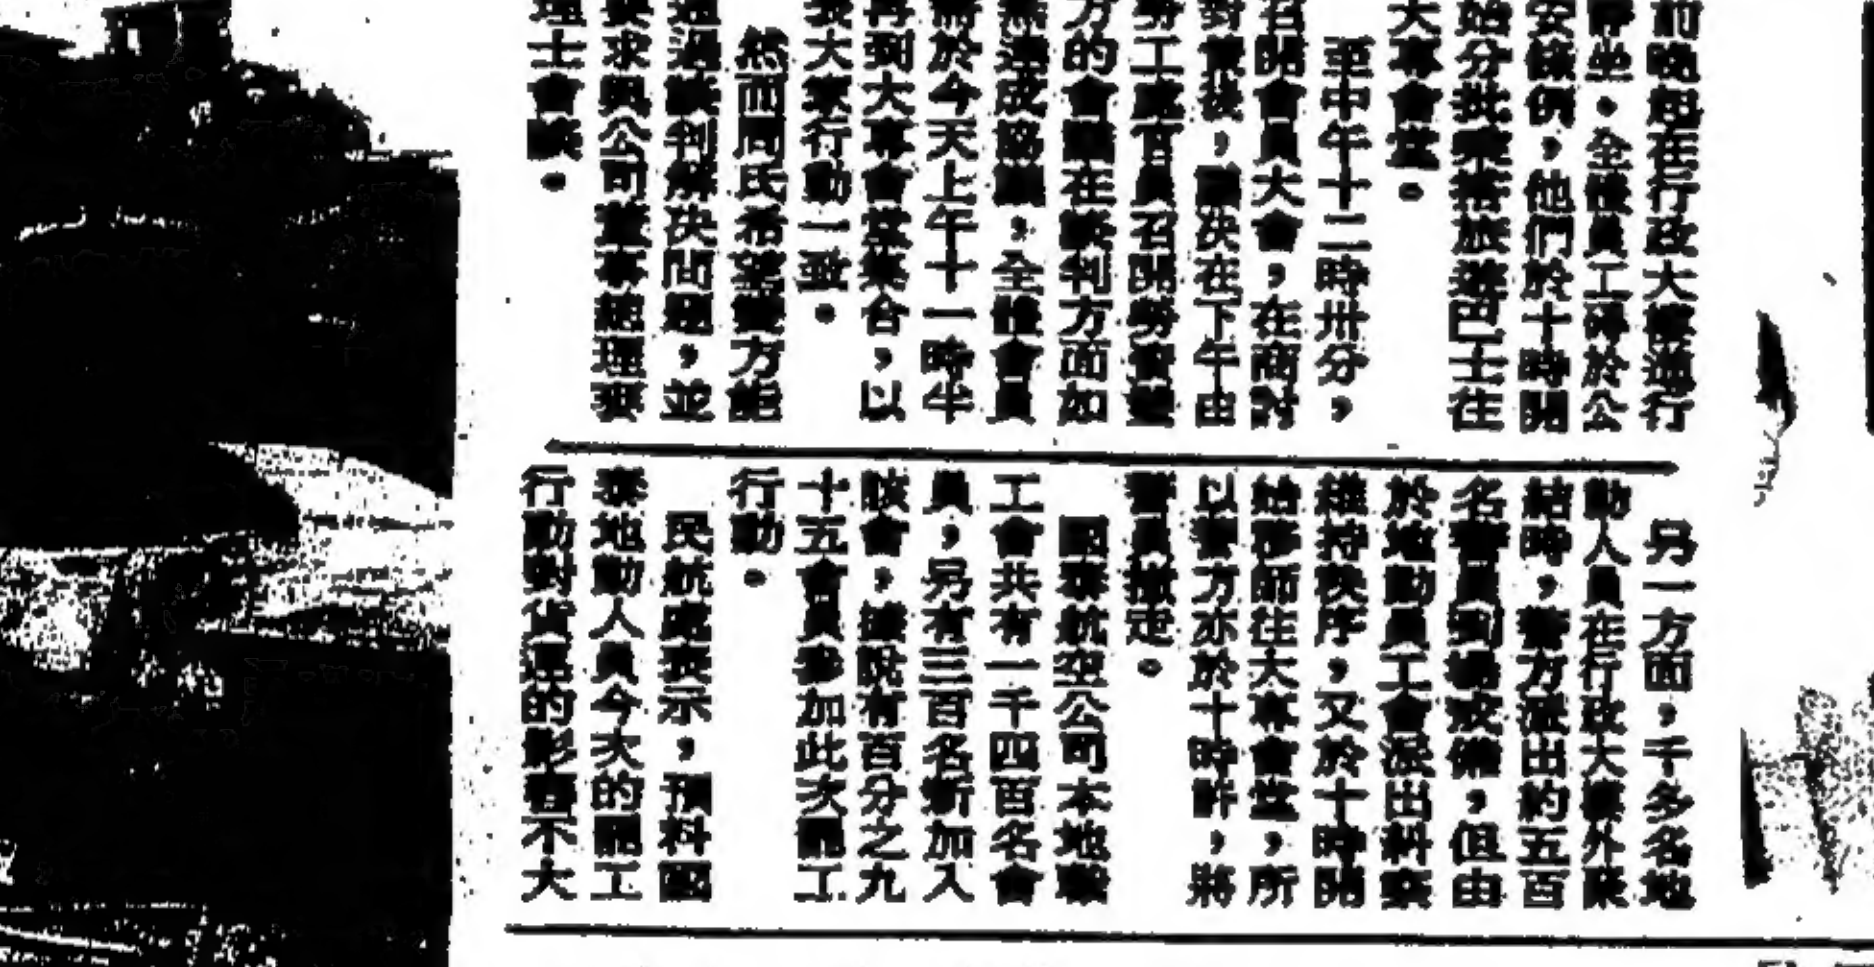 前晚起在行政大樓通行
靜坐。全體員工將於公
安條例，他們於十時開
始分批乘搭旅遊巴士往
大專會堂。
至中午十二時卅分，
召開會員大會，在商討
對策後，議決在下午由
勞工處官員召開勞資雙
方的會議在談判方面如
無達成協議，全體會員
將於今天上午十一時半
再到大專會堂集合，以
表大家行動一致。
然而同氏希望雙方能
通過談判解决問題，並
要求與公司董事總理
理士會談。
另一方面，千多名地
勤人員在行政大樓外集
結時，警方派出約五百
名警員到場戒備，但由
於地勤員工會派出糾察
維持秩序，又於十時開
始移師往大專會堂，所
以警方亦於十時許，將
警員撤走。
國泰航空公司本地職
工會共有一千四百名會
員，另有三百名新加入
該會，據說有百分之九
十五會員參加此次罷工
行動。
民航處表示，預料國
泰地勤人員今次的罷工
行動對貨運的影響不大